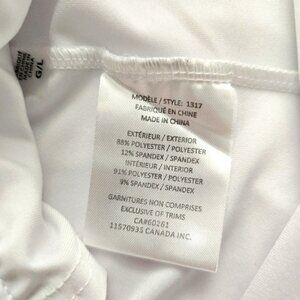 G/L
MODÈLE / STYLE: 1317
FABRIQUÉ EN CHINE
MADE IN CHINA
EXTÉRIEUR / EXTERIOR
88% POLYESTER / POLYESTER
12% SPANDEX / SPANDEX
INTÉRIEUR / INTERIOR
91% POLYESTER / POLYESTER
9% SPANDEX / SPANDEX
GARNITURES NON COMPRISES
EXCLUSIVE OF TRIMS
CA#60261
11570935 CANADA INC.